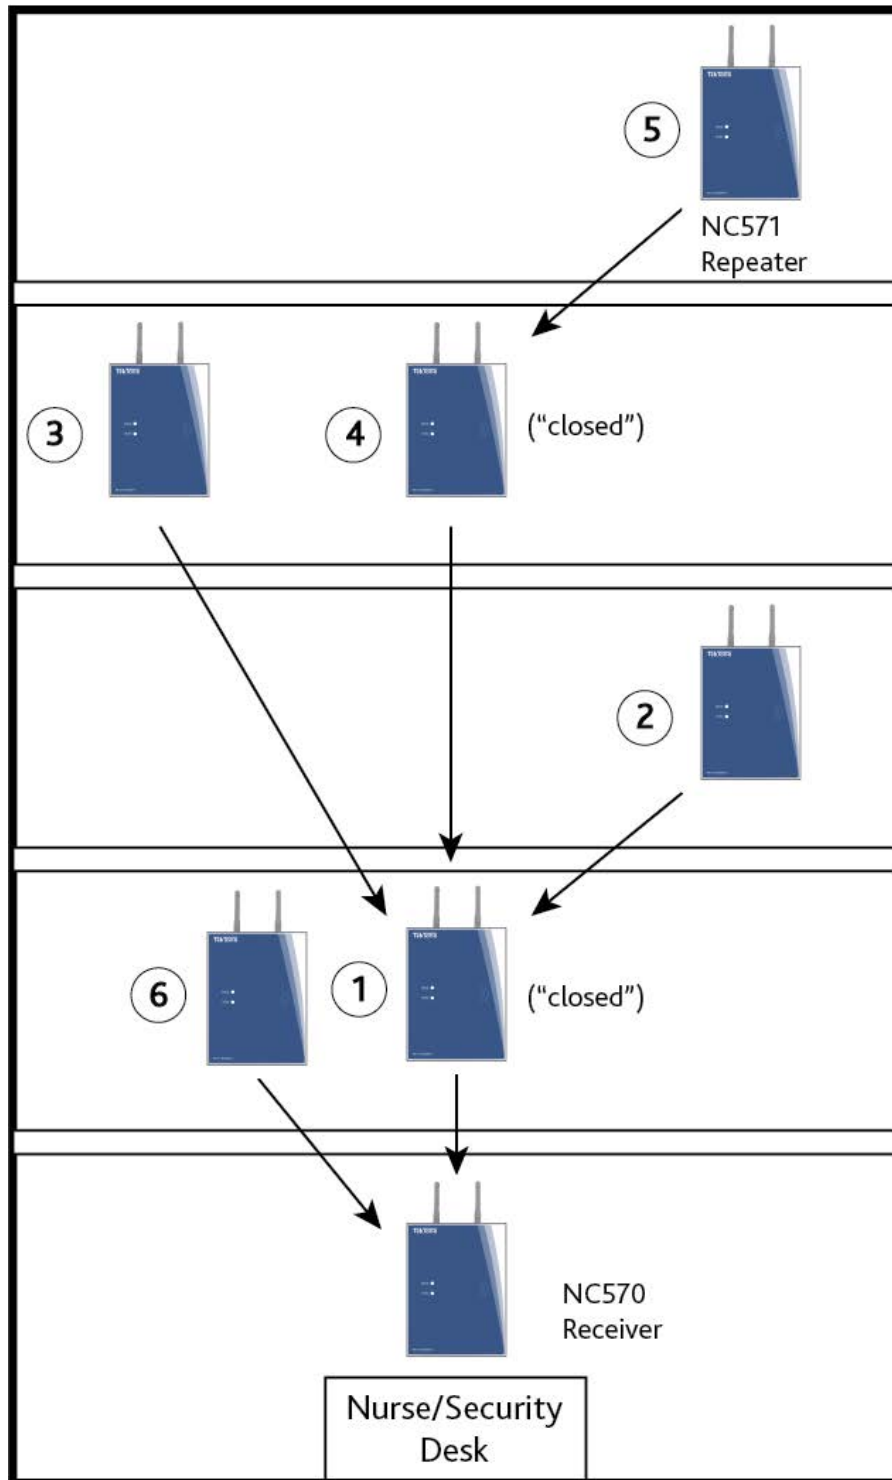 5
NC571
Repeater
3
4
("closed")
2
6
1
("closed")
NC570
Receiver
Nurse/Security
Desk